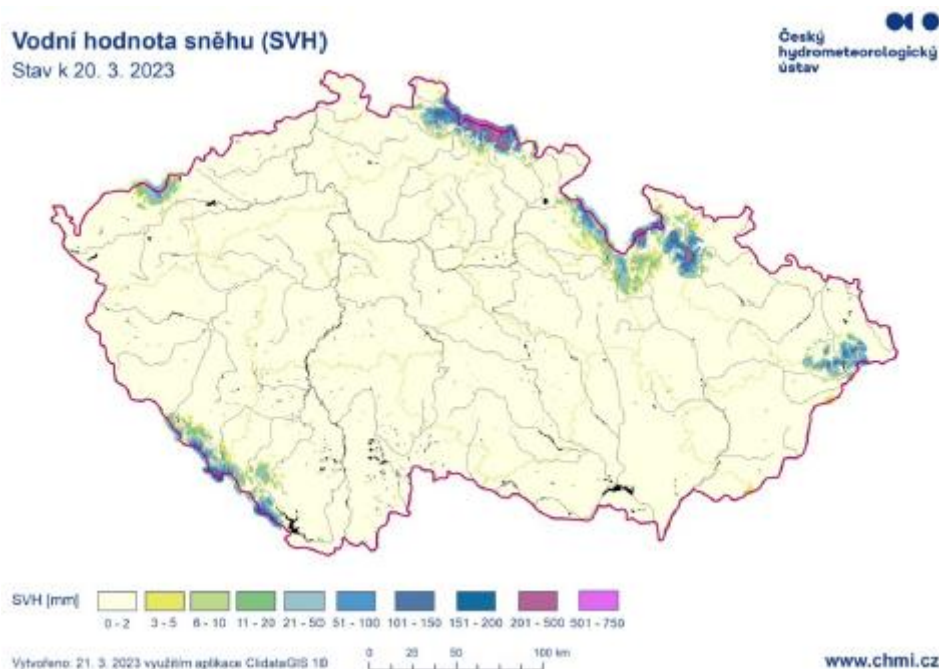 Vodní hodnota sněhu (SVH)
Stav k 20. 3. 2023
Český
hydrometeorologický
ústav
SVH [mm]
0 - 2
3 - 5
6 - 10
11 - 20
21 - 50
51 - 100
101 - 150
151 - 200
201 - 500
501 - 750
Vytvořeno: 21. 3. 2023 využitím aplikace ClidataGIS 10
0 25 50 100 km
www.chmi.cz